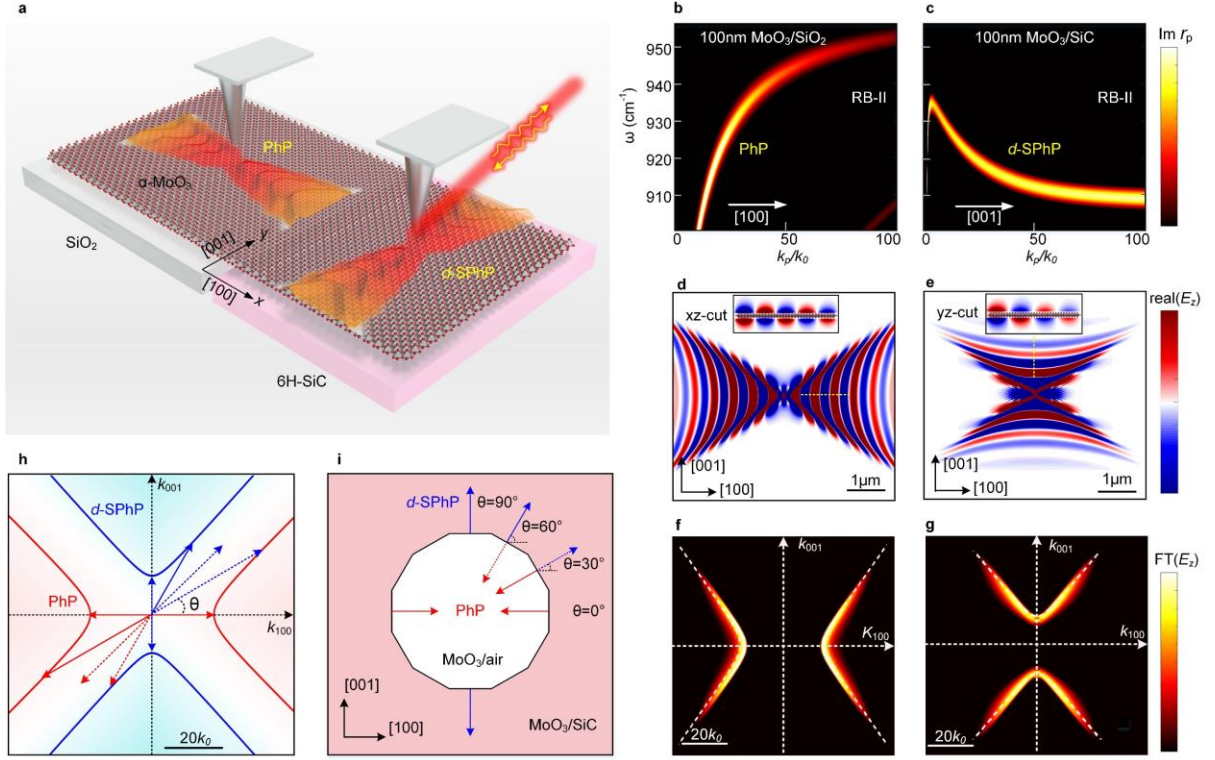 a
PhP
α-MoO₃
SiO₂
[001]
y
[100]
x
d-SPhP
6H-SiC
b
100nm MoO₃/SiO₂
RB-II
PhP
[100]
ω (cm⁻¹)
950
940
930
920
910
0
50
100
kₚ/k₀
c
100nm MoO₃/SiC
RB-II
d-SPhP
[001]
0
50
100
kₚ/k₀
Im rₚ
d
xz-cut
[001]
[100]
1μm
e
yz-cut
[001]
[100]
1μm
real(E_z)
h
k₀₀₁
d-SPhP
PhP
θ
k₁₀₀
20k₀
i
d-SPhP
θ=90°
θ=60°
θ=30°
θ=0°
PhP
MoO₃/air
[001]
[100]
MoO₃/SiC
f
k₀₀₁
K₁₀₀
20k₀
g
k₀₀₁
k₁₀₀
20k₀
FT(E_z)